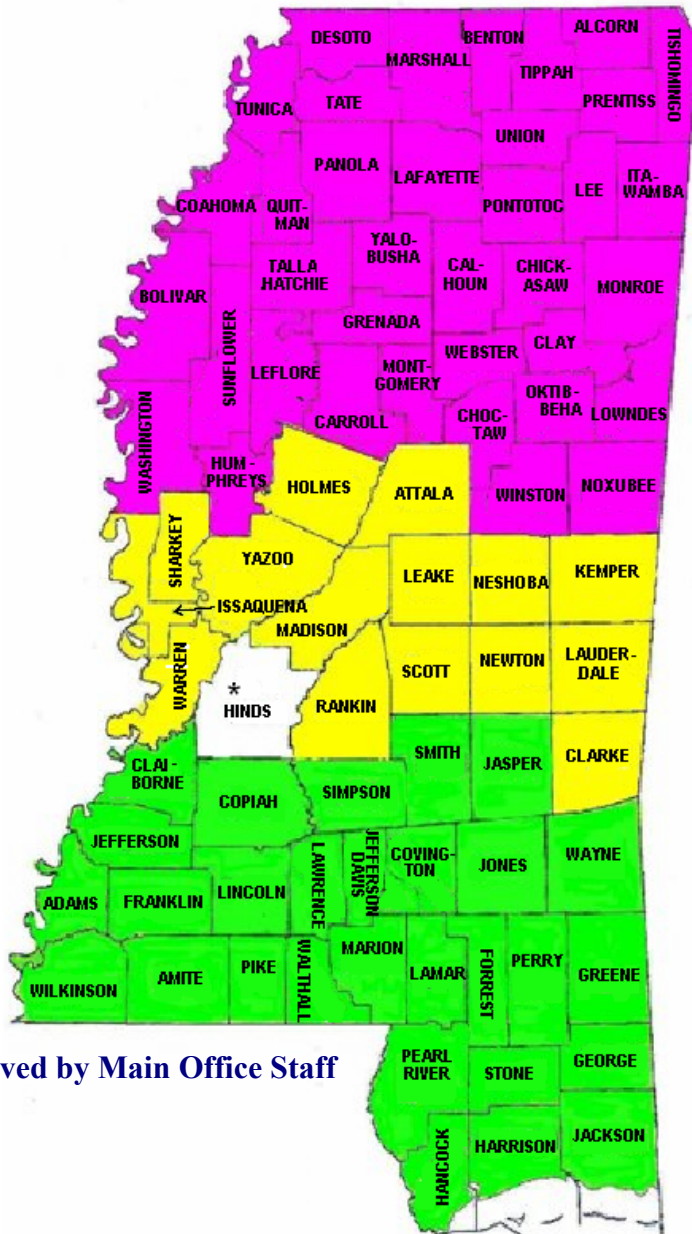 DESOTO
MARSHALL
BENTON
ALCORN
TISHOMINGO
TIPPAH
TUNICA
TATE
PRENTISS
UNION
PANOLA
LAFAYETTE
LEE
ITA-
WAMBA
COAHOMA
QUIT-
MAN
PONTOTOC
YALO-
BUSHA
TALLA
HATCHIE
CAL-
HOUN
CHICK-
ASAW
MONROE
BOLIVAR
SUNFLOWER
GRENADA
LEFLORE
MONT-
GOMERY
WEBSTER
CLAY
WASHINGTON
CARROLL
CHOC-
TAW
OKTIB-
BEHA
LOWNDES
HUM-
PHREYS
HOLMES
ATTALA
WINSTON
NOXUBEE
SHARKEY
YAZOO
LEAKE
NESHOBA
KEMPER
ISSAQUENA
MADISON
WARREN
SCOTT
NEWTON
LAUDER-
DALE
*
HINDS
RANKIN
CLAI-
BORNE
SMITH
JASPER
CLARKE
COPIAH
SIMPSON
JEFFERSON
LAWRENCE
JEFFERSON
DAVIS
COVING-
TON
JONES
WAYNE
ADAMS
FRANKLIN
LINCOLN
WILKINSON
AMITE
PIKE
WALTHALL
MARION
LAMAR
FORREST
PERRY
GREENE
ved by Main Office Staff
PEARL
RIVER
STONE
GEORGE
HANCOCK
HARRISON
JACKSON